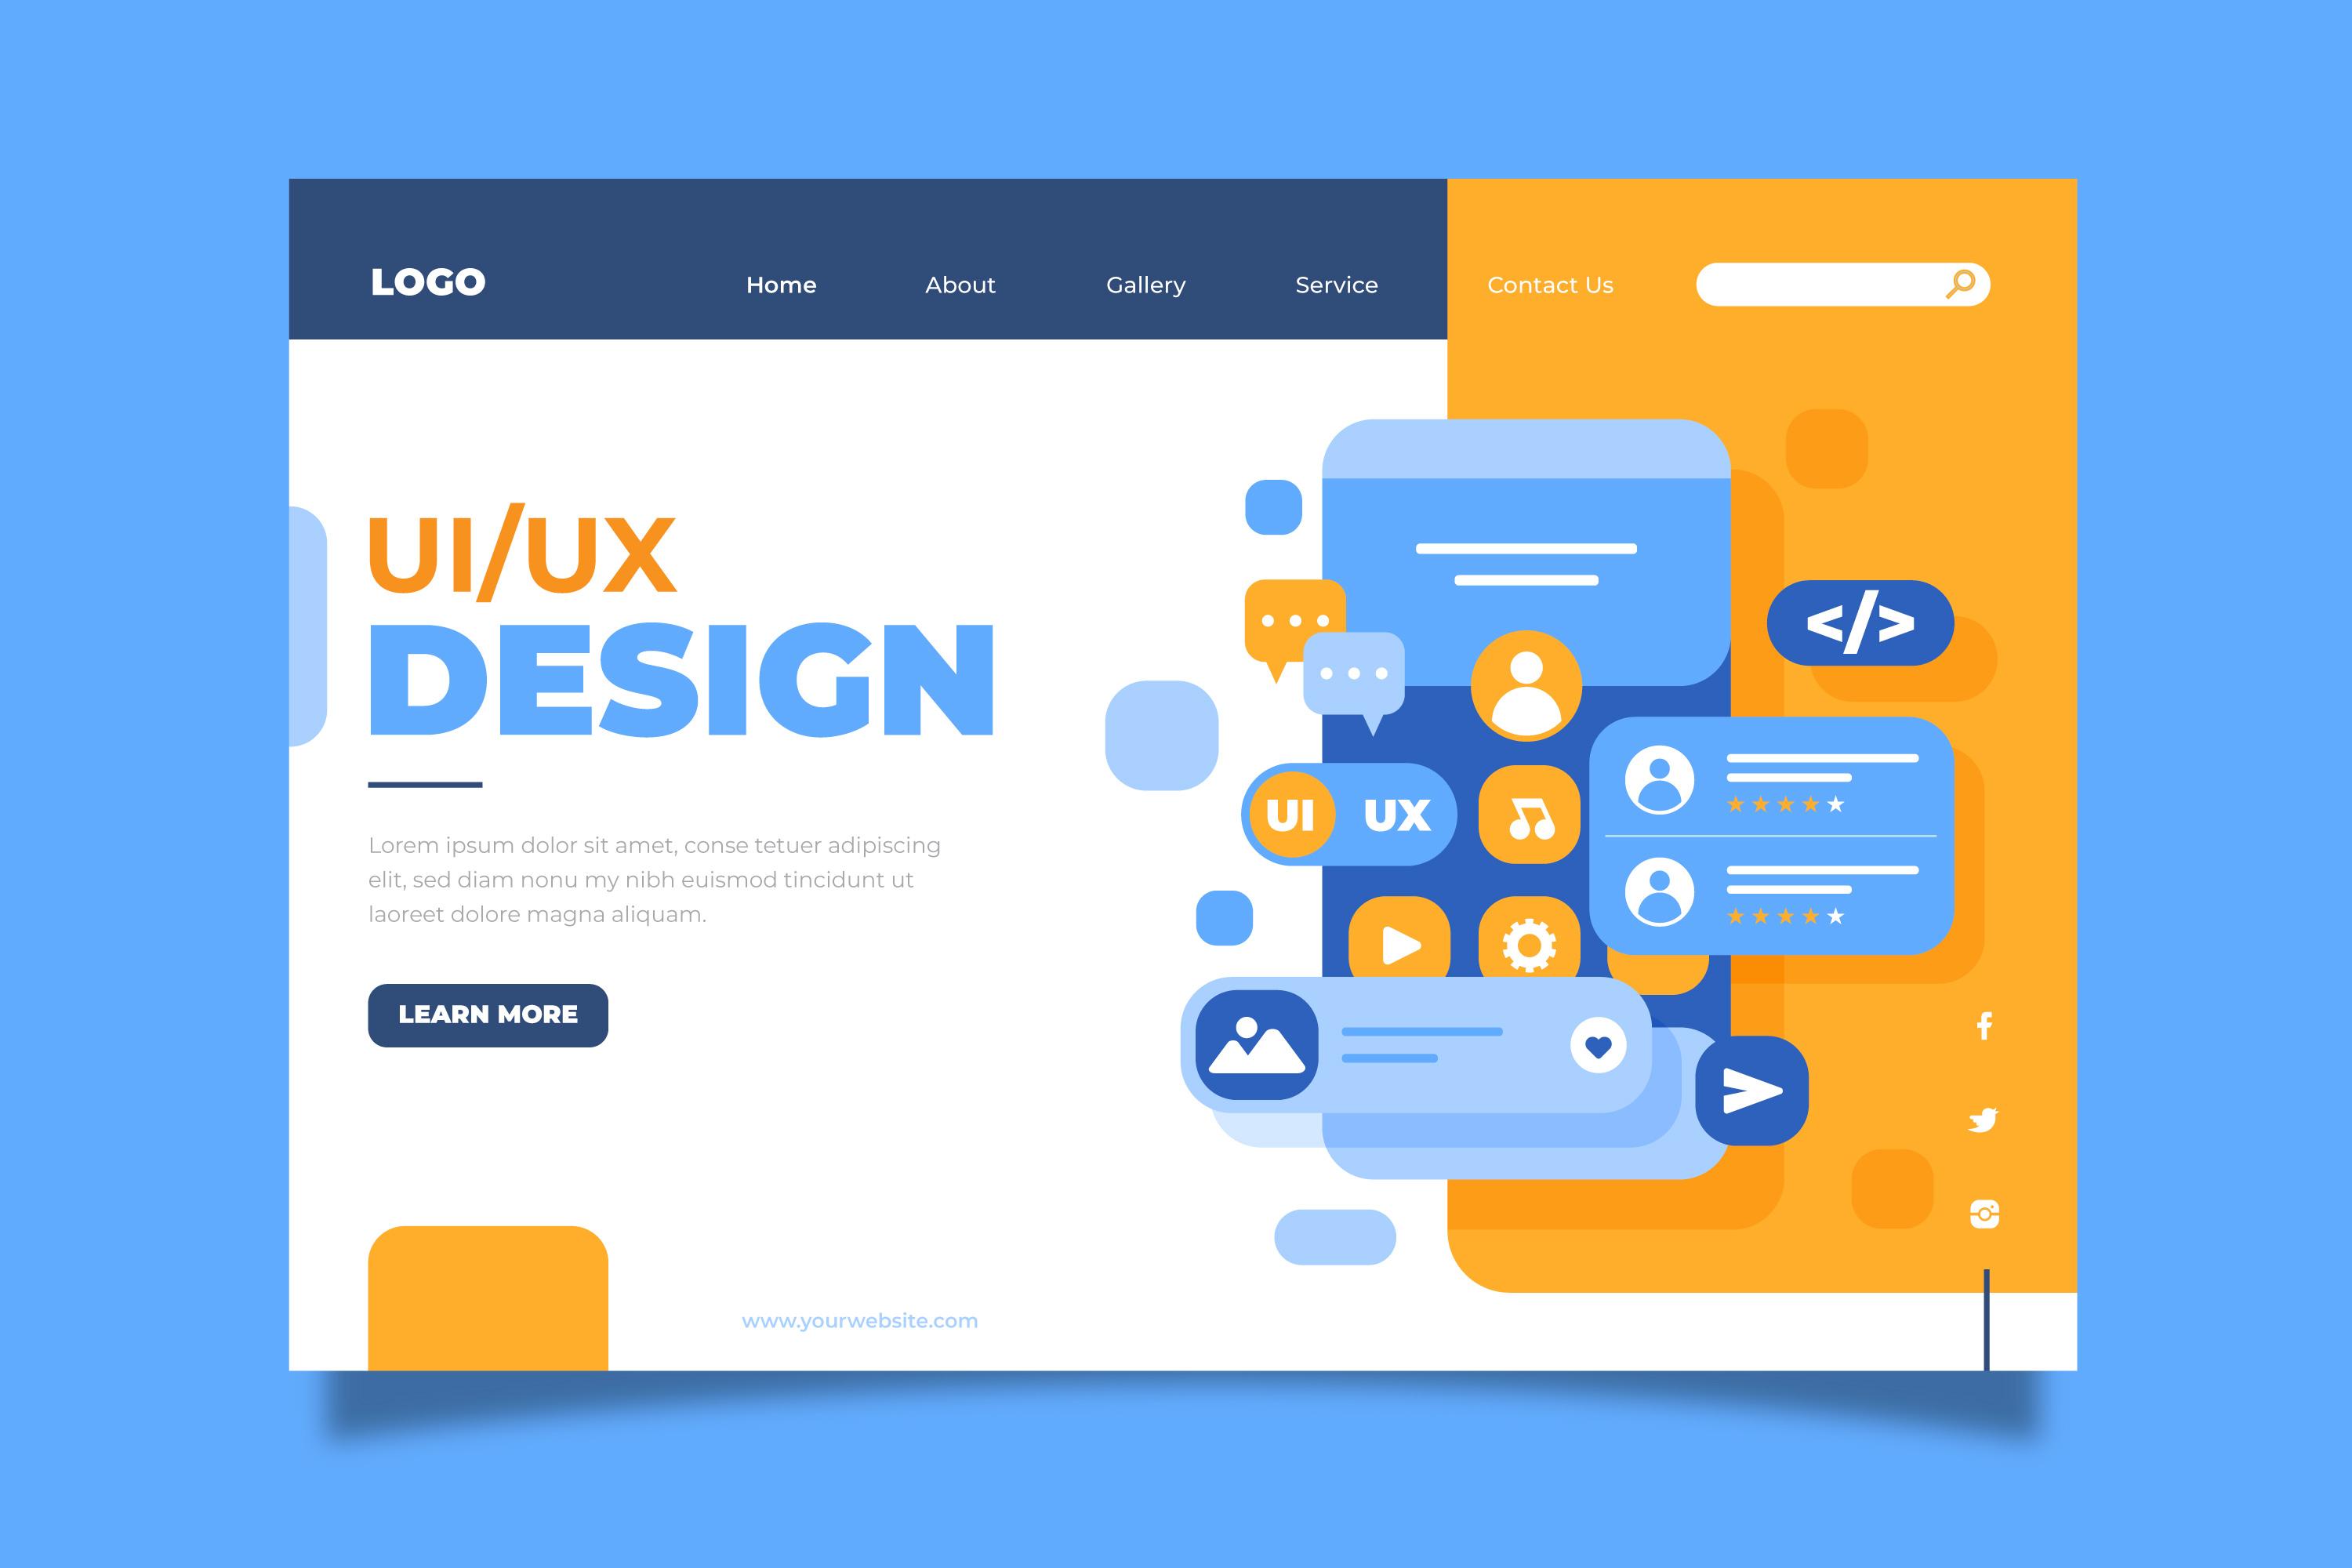 LOGO
Home
About
Gallery
Service
Contact Us
UI/UX
DESIGN
Lorem ipsum dolor sit amet, conse tetuer adipiscing
elit, sed diam nonu my nibh euismod tincidunt ut
laoreet dolore magna aliquam.
LEARN MORE
www.yourwebsite.com
</>
UI UX